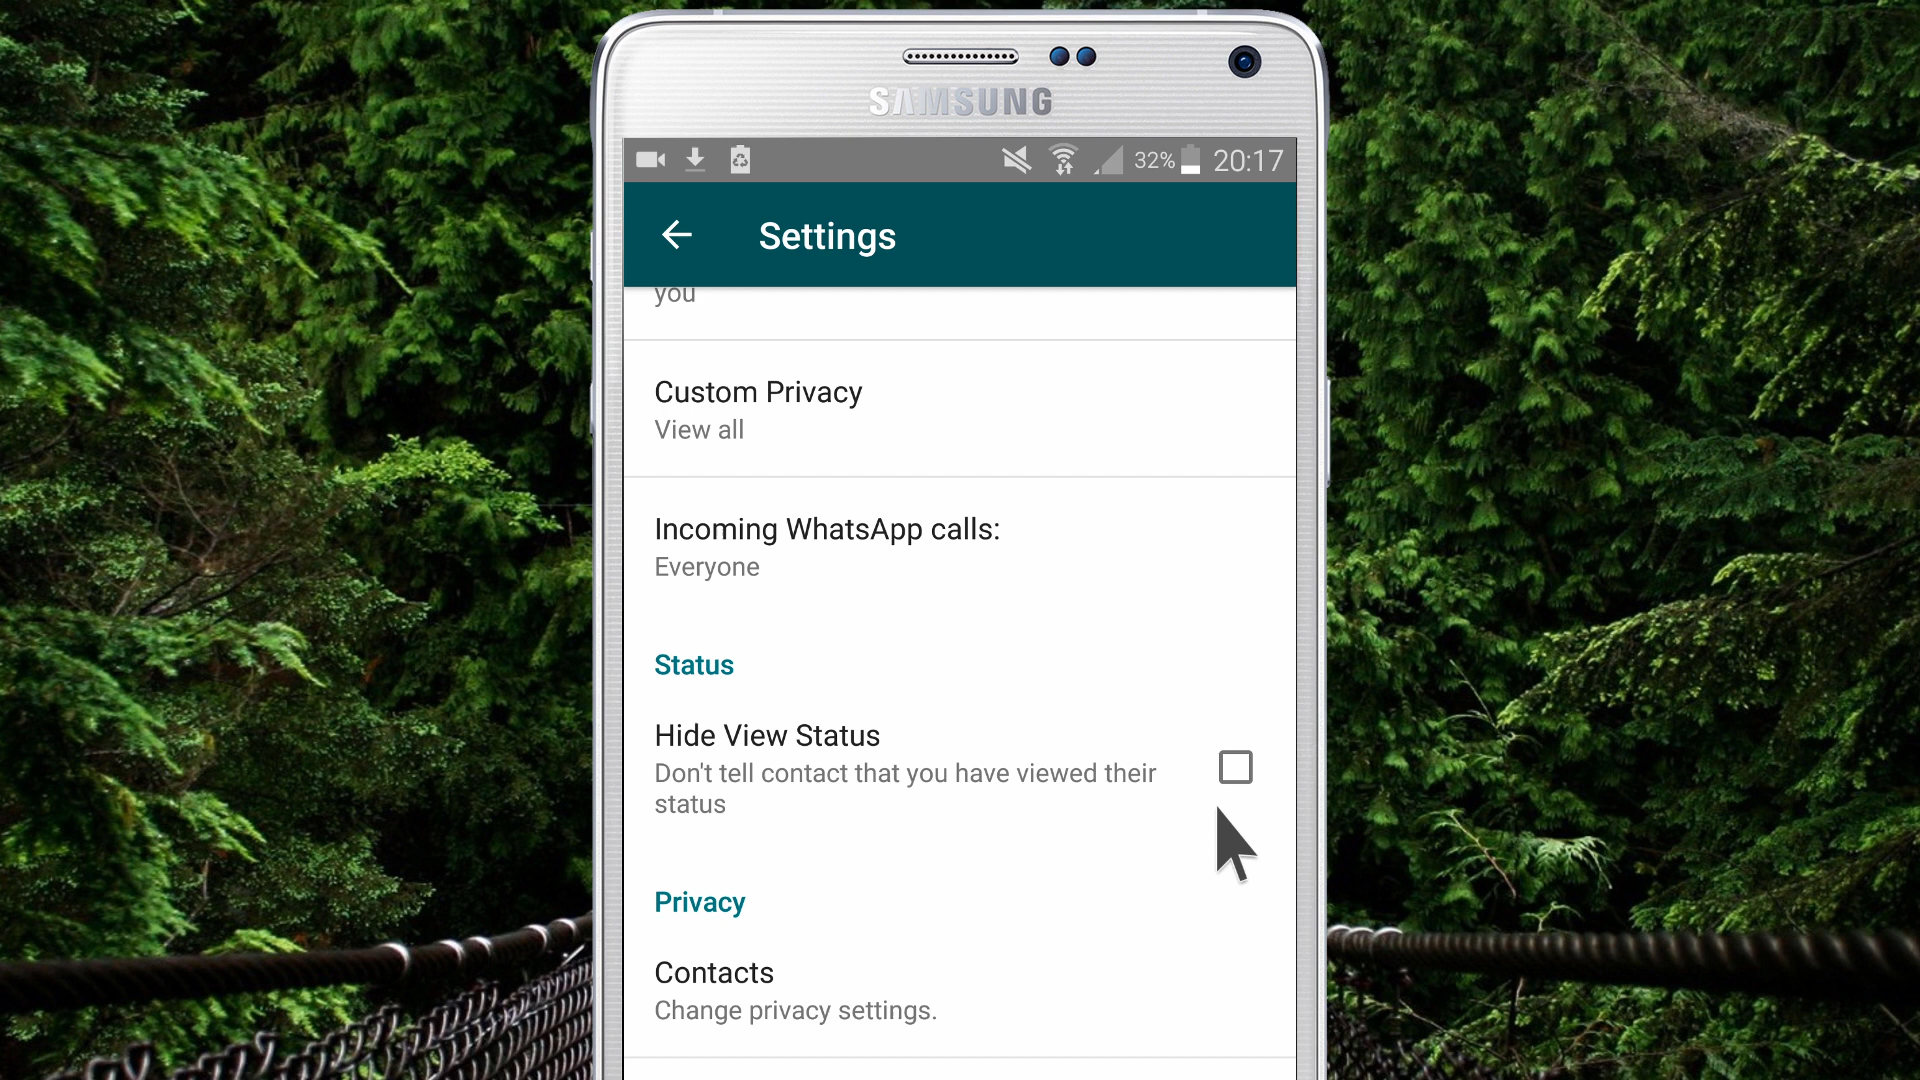 SAMSUNG
32% 20:17
Settings
you
Custom Privacy
View all
Incoming WhatsApp calls:
Everyone
Status
Hide View Status
Don't tell contact that you have viewed their
status
Privacy
Contacts
Change privacy settings.